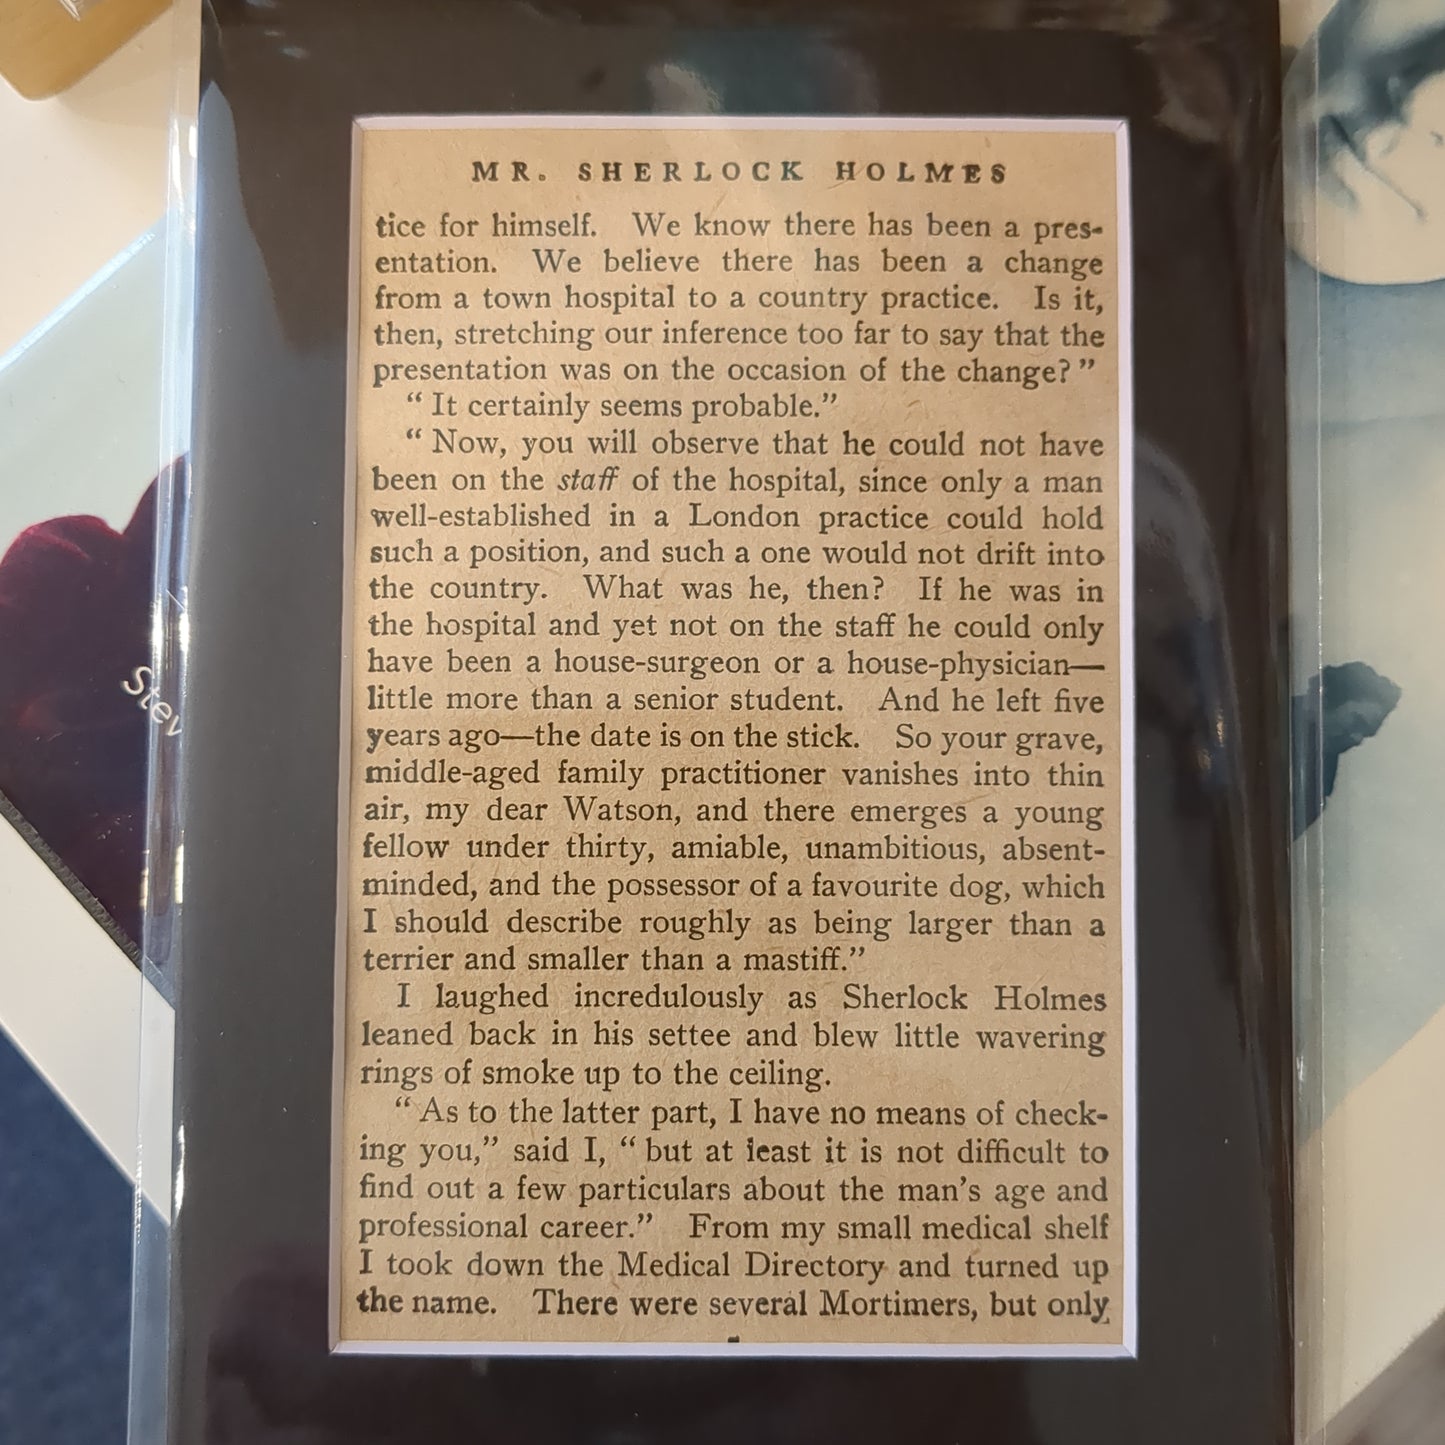 MR. SHERLOCK HOLMES
tice for himself. We know there has been a pres-
entation. We believe there has been a change
from a town hospital to a country practice. Is it,
then, stretching our inference too far to say that the
presentation was on the occasion of the change?”
“ It certainly seems probable.”
“ Now, you will observe that he could not have
been on the staff of the hospital, since only a man
well-established in a London practice could hold
such a position, and such a one would not drift into
the country. What was he, then? If he was in
the hospital and yet not on the staff he could only
have been a house-surgeon or a house-physician—
little more than a senior student. And he left five
years ago—the date is on the stick. So your grave,
middle-aged family practitioner vanishes into thin
air, my dear Watson, and there emerges a young
fellow under thirty, amiable, unambitious, absent-
minded, and the possessor of a favourite dog, which
I should describe roughly as being larger than a
terrier and smaller than a mastiff.”
I laughed incredulously as Sherlock Holmes
leaned back in his settee and blew little wavering
rings of smoke up to the ceiling.
“ As to the latter part, I have no means of check-
ing you,” said I, “ but at least it is not difficult to
find out a few particulars about the man’s age and
professional career.” From my small medical shelf
I took down the Medical Directory and turned up
the name. There were several Mortimers, but only
Stev